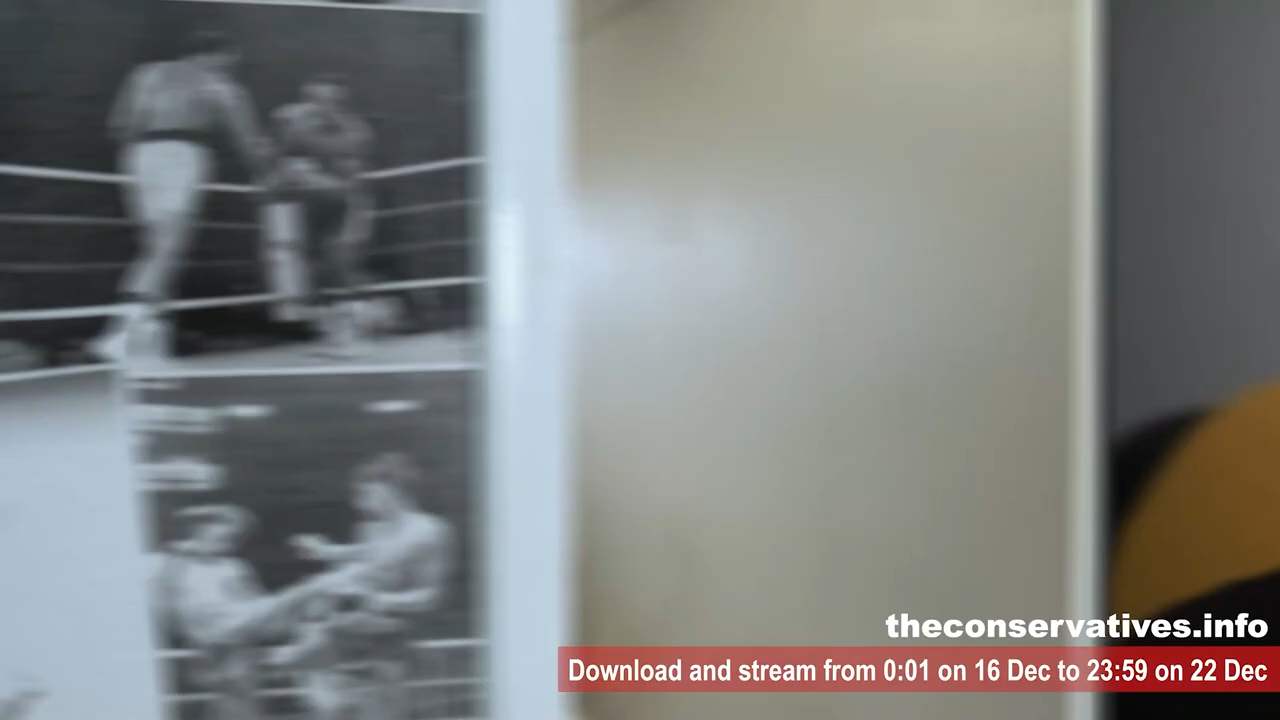 theconservatives.info
Download and stream from 0:01 on 16 Dec to 23:59 on 22 Dec